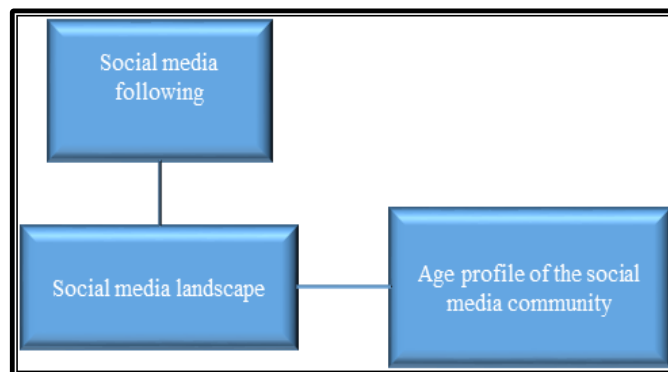 Social media
following
Social media landscape
Age profile of the social
media community